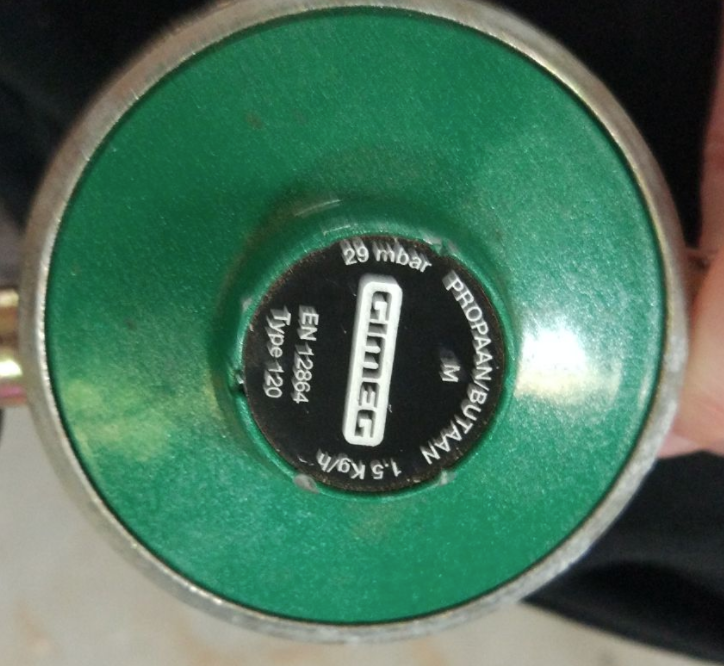 29 mbar
PROPAAN/BUTAAN
M
GIMEG
EN 12864
Type 120
1.5 Kg/h